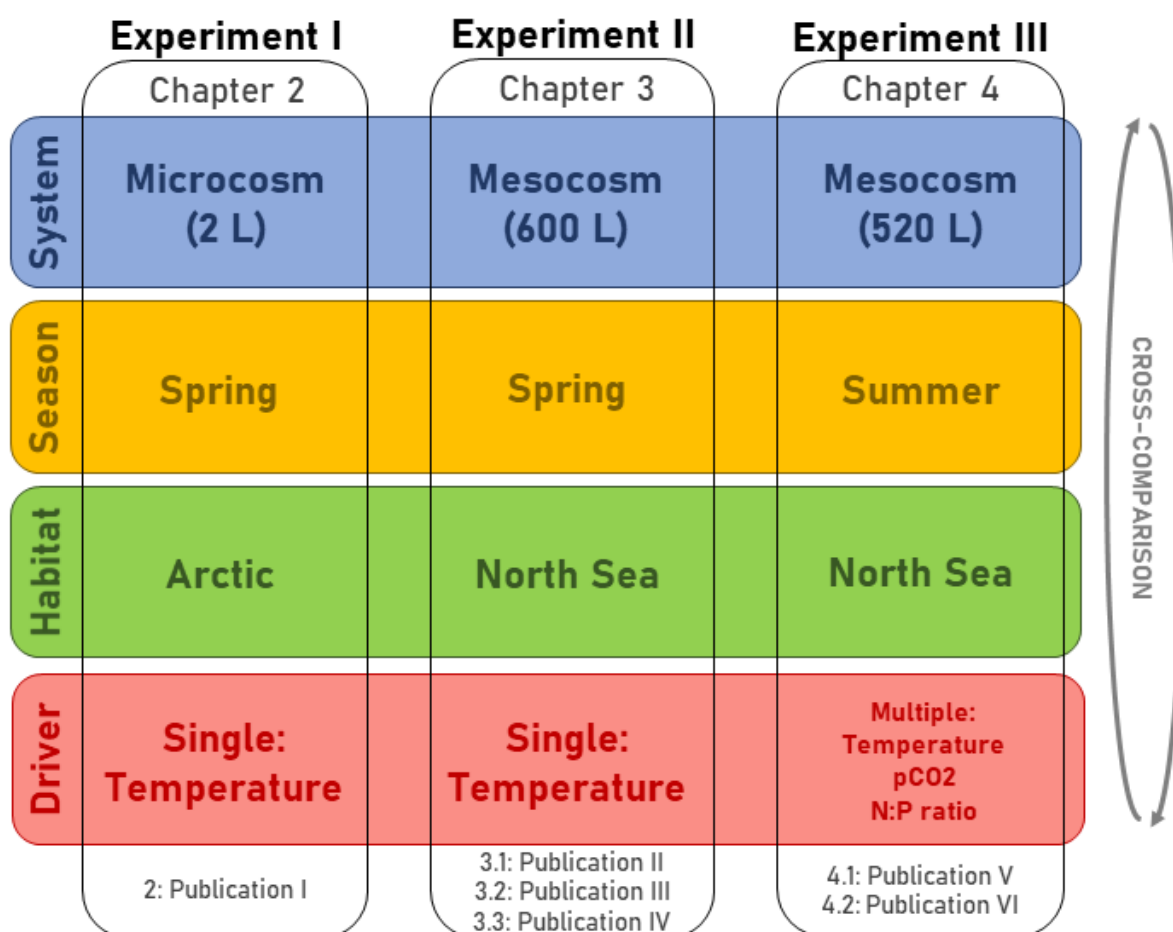 Experiment I
Experiment II
Experiment III
Chapter 2
Chapter 3
Chapter 4
System
Microcosm
(2 L)
Mesocosm
(600 L)
Mesocosm
(520 L)
Season
Spring
Spring
Summer
Habitat
Arctic
North Sea
North Sea
Driver
Single:
Temperature
Single:
Temperature
Multiple:
Temperature
pCO2
N:P ratio
2: Publication I
3.1: Publication II
3.2: Publication III
3.3: Publication IV
4.1: Publication V
4.2: Publication VI
CROSS-COMPARISON